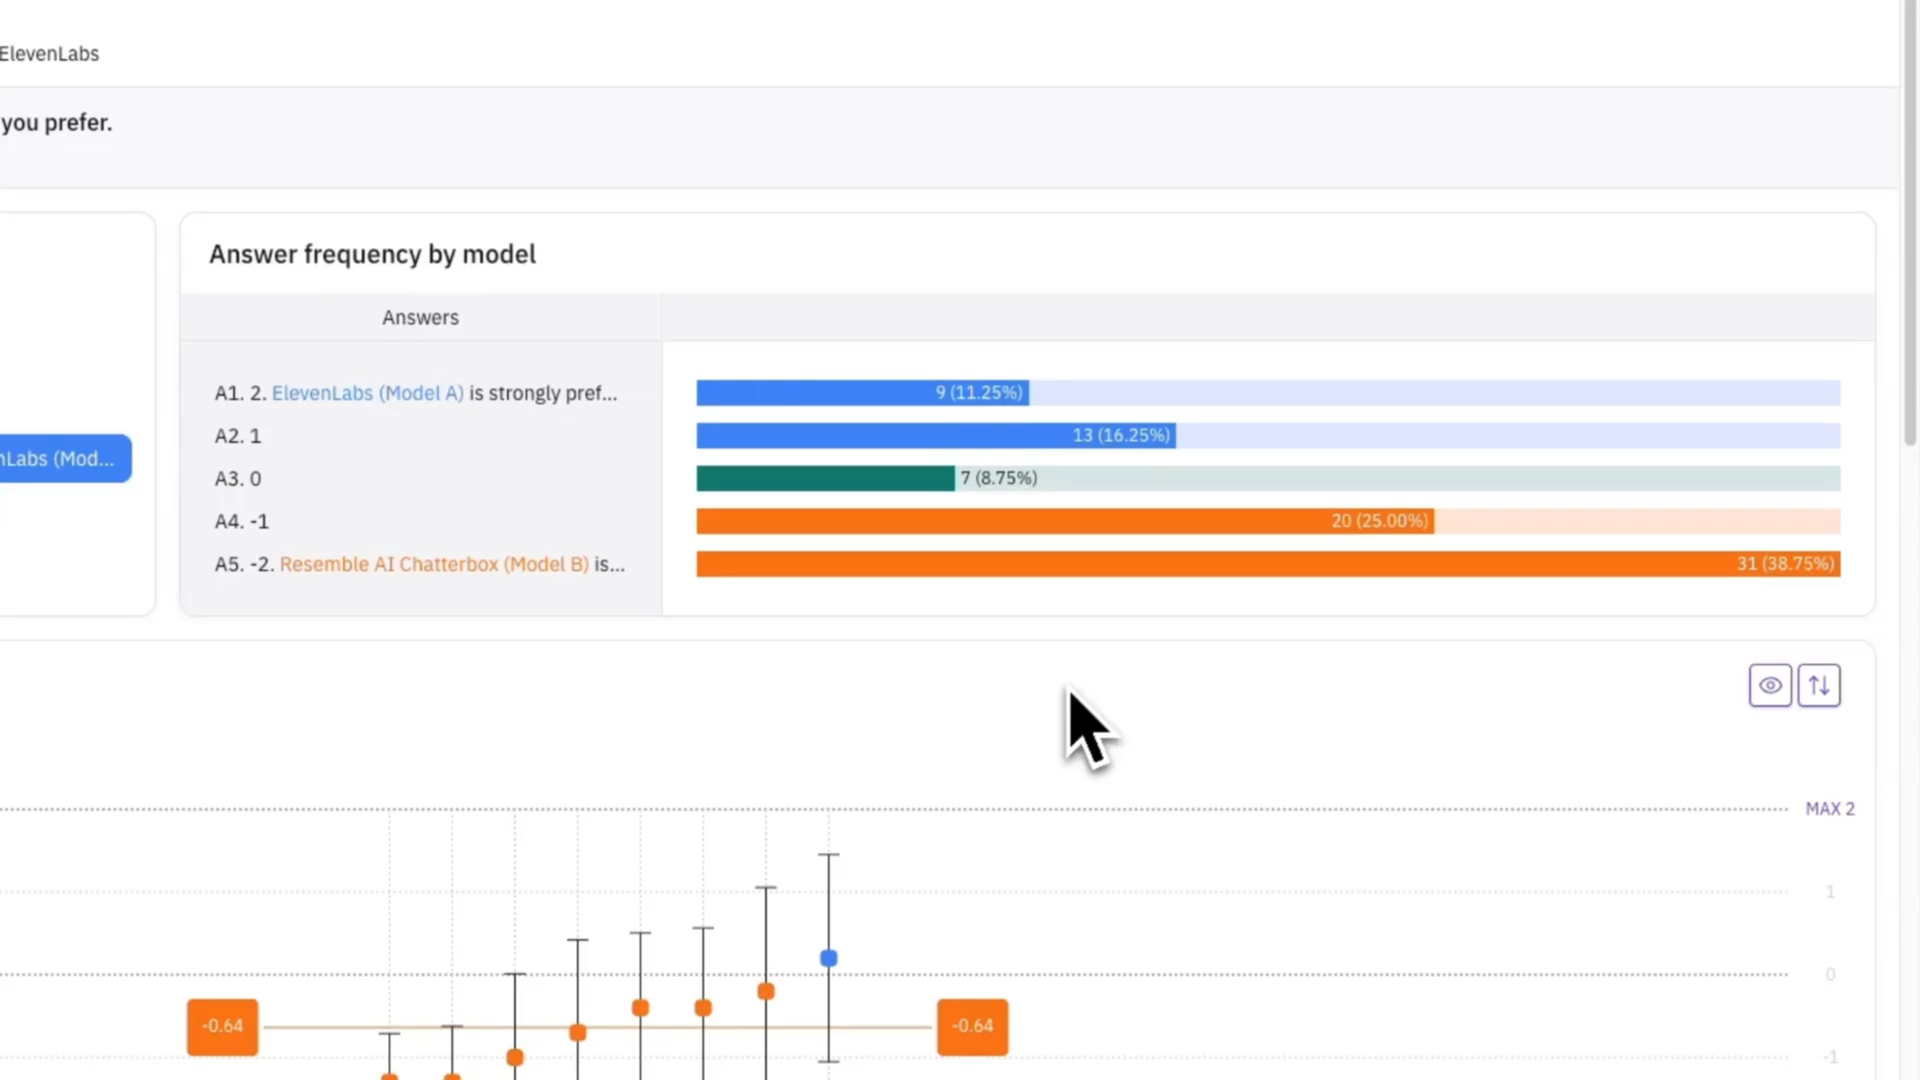 ElevenLabs
you prefer.
Answer frequency by model
Answers
A1. 2. ElevenLabs (Model A) is strongly pref...
9 (11.25%)
A2. 1
13 (16.25%)
A3. 0
7 (8.75%)
A4. -1
20 (25.00%)
A5. -2. Resemble AI Chatterbox (Model B) is...
31 (38.75%)
nLabs (Mod...
MAX 2
1
0
-0.64
-0.64
-1